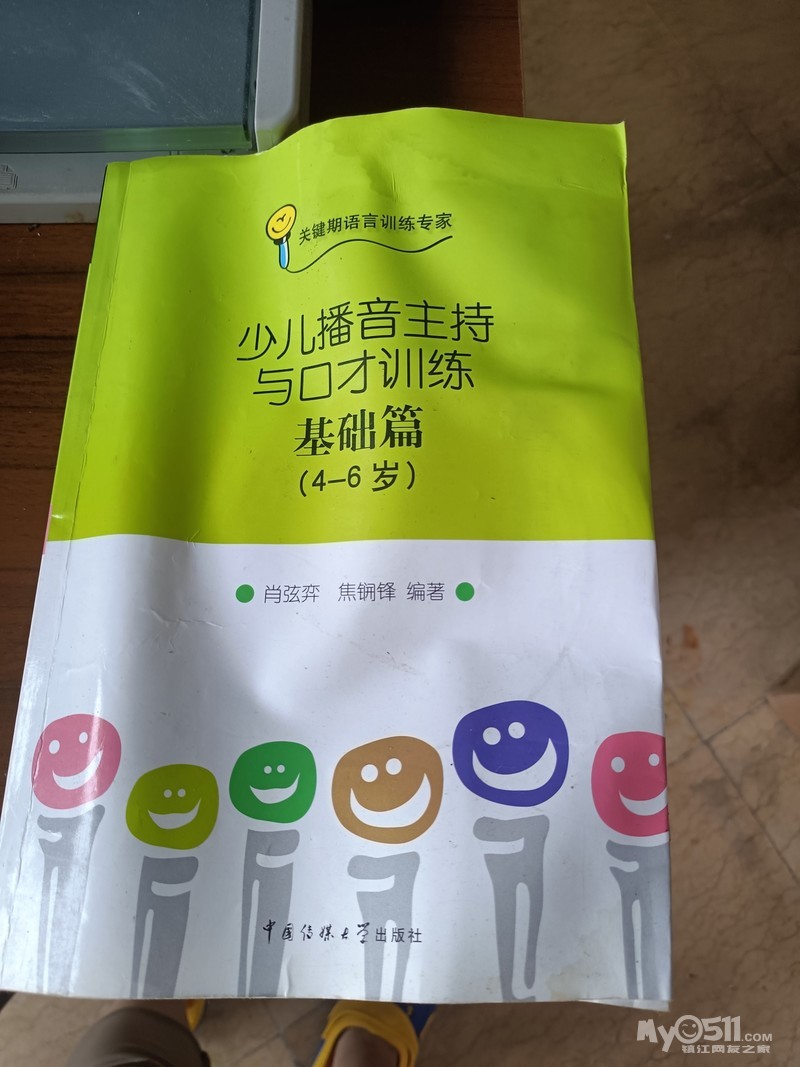 关键期语言训练专家
少儿播音主持
与口才训练
基础篇
(4-6岁)
肖弦弈 焦锎锋 编著
中国传媒大学出版社
MyO511.COM
镇江网友之家